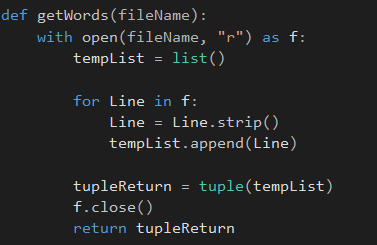 def getWords(fileName):
    with open(fileName, "r") as f:
        tempList = list()

        for Line in f:
            Line = Line.strip()
            tempList.append(Line)

        tupleReturn = tuple(tempList)
        f.close()
        return tupleReturn